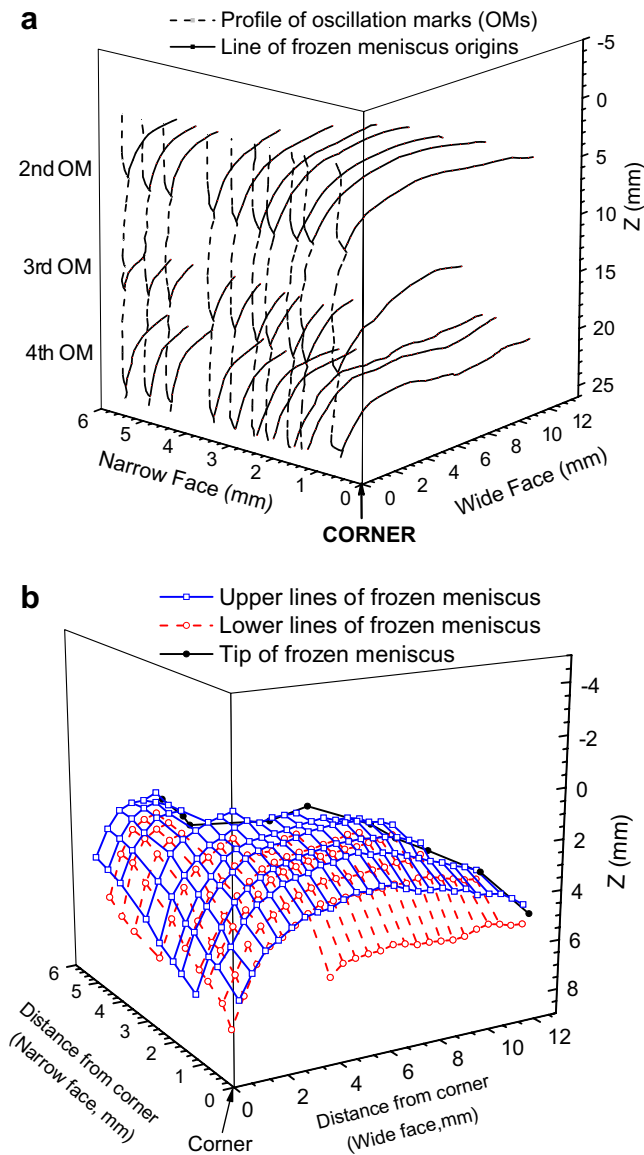 a
Profile of oscillation marks (OMs)
Line of frozen meniscus origins
-5
0
5
10
15
20
25
Z (mm)
2nd OM
3rd OM
4th OM
6
5
4
3
2
1
0
Narrow Face (mm)
0
2
4
6
8
10
12
Wide Face (mm)
CORNER
b
Upper lines of frozen meniscus
Lower lines of frozen meniscus
Tip of frozen meniscus
-4
-2
0
2
4
6
8
Z (mm)
6
5
4
3
2
1
0
Distance from corner
(Narrow face, mm)
0
2
4
6
8
10
12
Distance from corner
(Wide face,mm)
Corner